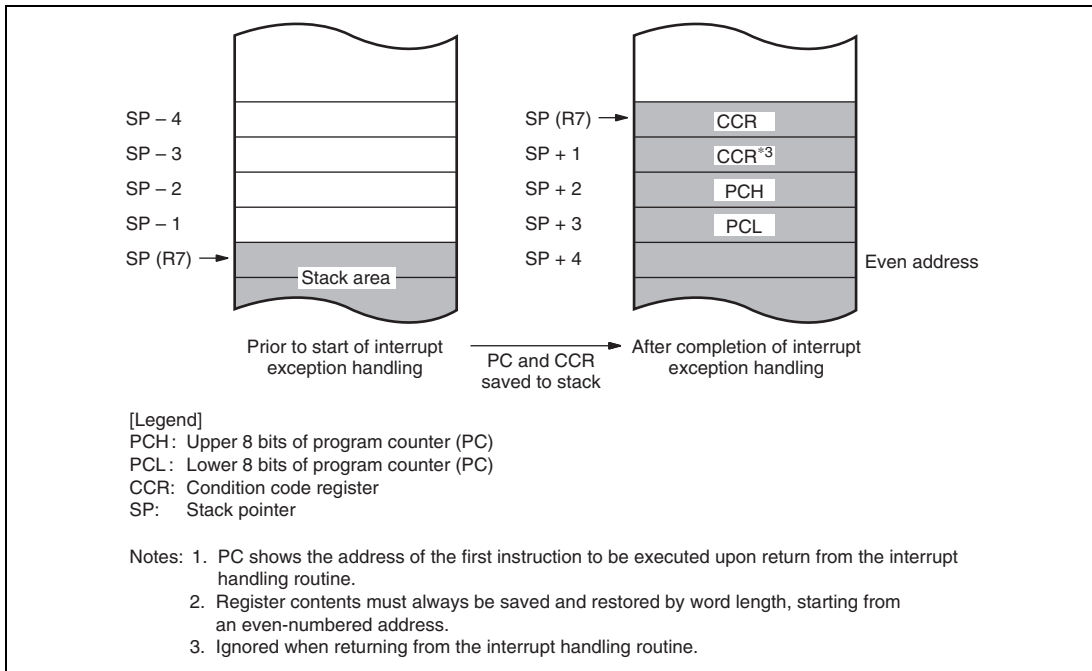 SP – 4
SP – 3
SP – 2
SP – 1
SP (R7)
Stack area
SP (R7)
SP + 1
SP + 2
SP + 3
SP + 4
CCR
CCR*3
PCH
PCL
Even address
Prior to start of interrupt
exception handling
PC and CCR
saved to stack
After completion of interrupt
exception handling
[Legend]
PCH: Upper 8 bits of program counter (PC)
PCL: Lower 8 bits of program counter (PC)
CCR: Condition code register
SP: Stack pointer
Notes: 1. PC shows the address of the first instruction to be executed upon return from the interrupt
handling routine.
2. Register contents must always be saved and restored by word length, starting from
an even-numbered address.
3. Ignored when returning from the interrupt handling routine.